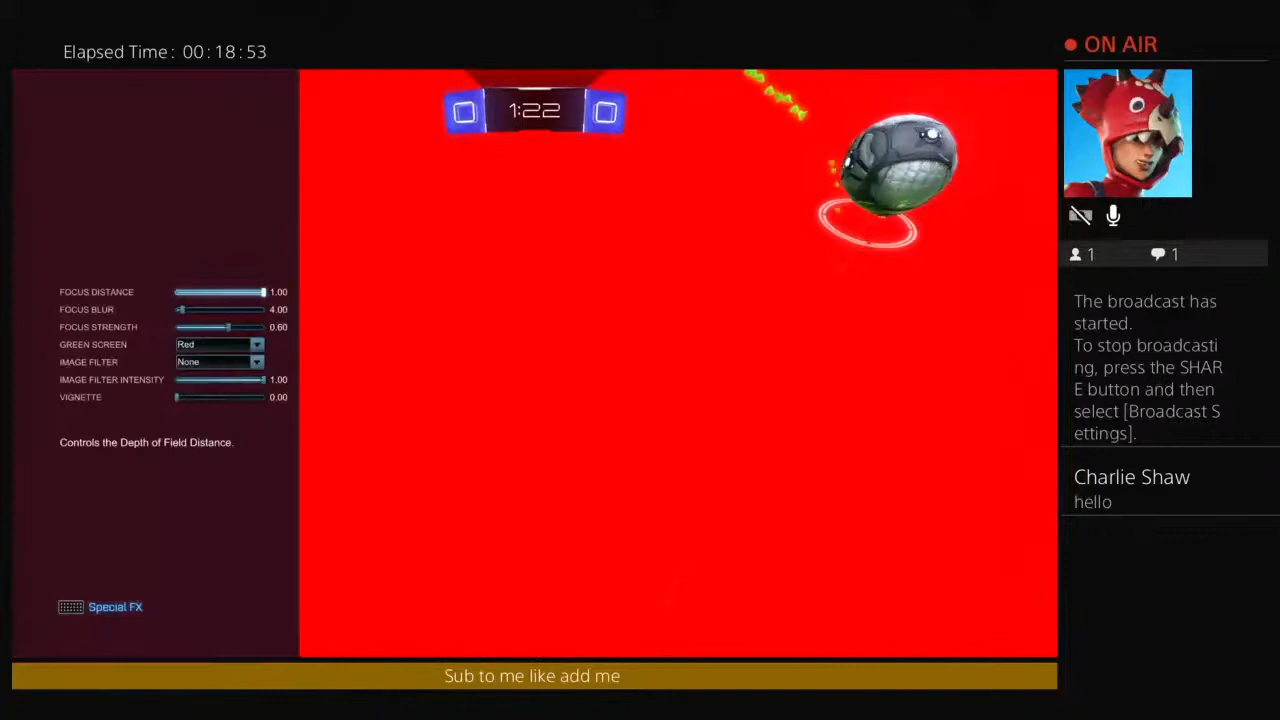 Elapsed Time: 00:18:53
ON AIR
1:22
1
1
FOCUS DISTANCE 1.00
FOCUS BLUR 4.00
FOCUS STRENGTH 0.60
GREEN SCREEN Red
IMAGE FILTER None
IMAGE FILTER INTENSITY 1.00
VIGNETTE 0.00
Controls the Depth of Field Distance.
Special FX
The broadcast has
started.
To stop broadcasti
ng, press the SHAR
E button and then
select [Broadcast S
ettings].
Charlie Shaw
hello
Sub to me like add me